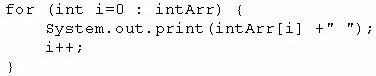 for (int i=0 : intArr) {
    System.out.print(intArr[i] +" ");
    i++;
}